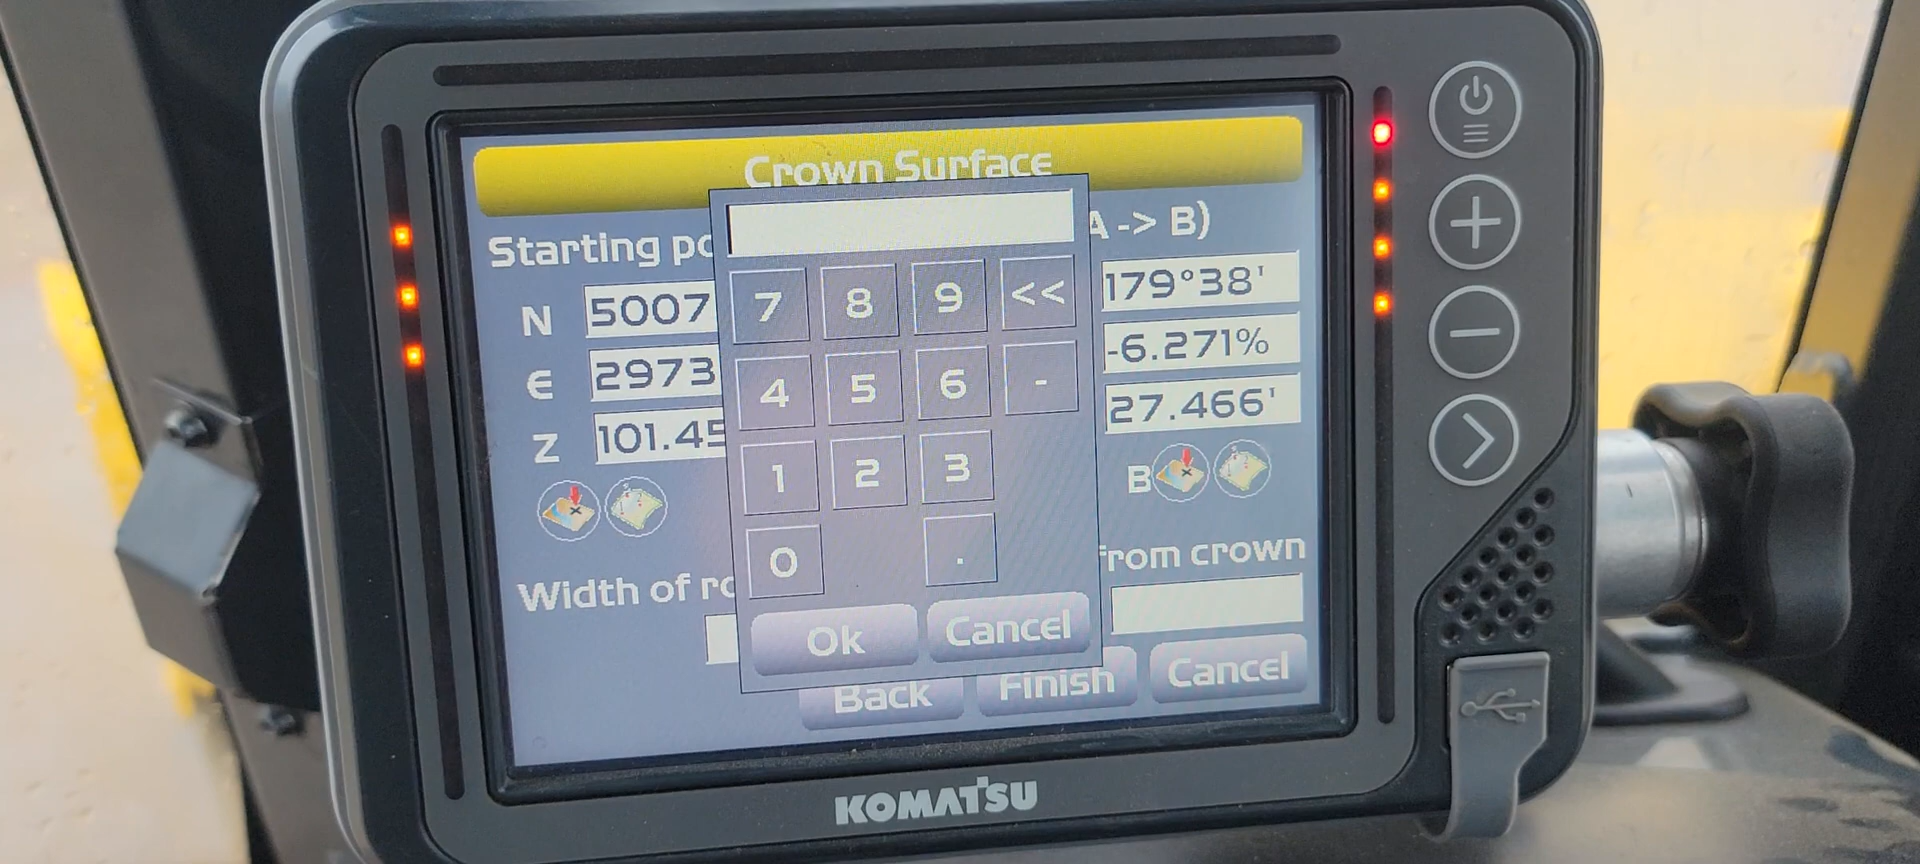 Crown Surface
Starting po
A -> B)
N 5007
179°38'
E 2973
-6.271%
Z 101.45
27.466'
7 8 9 <<
4 5 6 -
1 2 3
0 .
B
Width of ro
from crown
Ok Cancel
Back Finish Cancel
KOMATSU